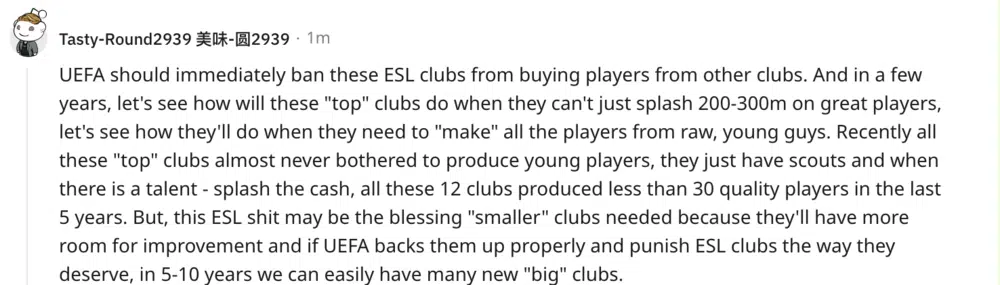 Tasty-Round2939 美味-圆2939 · 1m
UEFA should immediately ban these ESL clubs from buying players from other clubs. And in a few
years, let's see how will these "top" clubs do when they can't just splash 200-300m on great players,
let's see how they'll do when they need to "make" all the players from raw, young guys. Recently all
these "top" clubs almost never bothered to produce young players, they just have scouts and when
there is a talent - splash the cash, all these 12 clubs produced less than 30 quality players in the last
5 years. But, this ESL shit may be the blessing "smaller" clubs needed because they'll have more
room for improvement and if UEFA backs them up properly and punish ESL clubs the way they
deserve, in 5-10 years we can easily have many new "big" clubs.